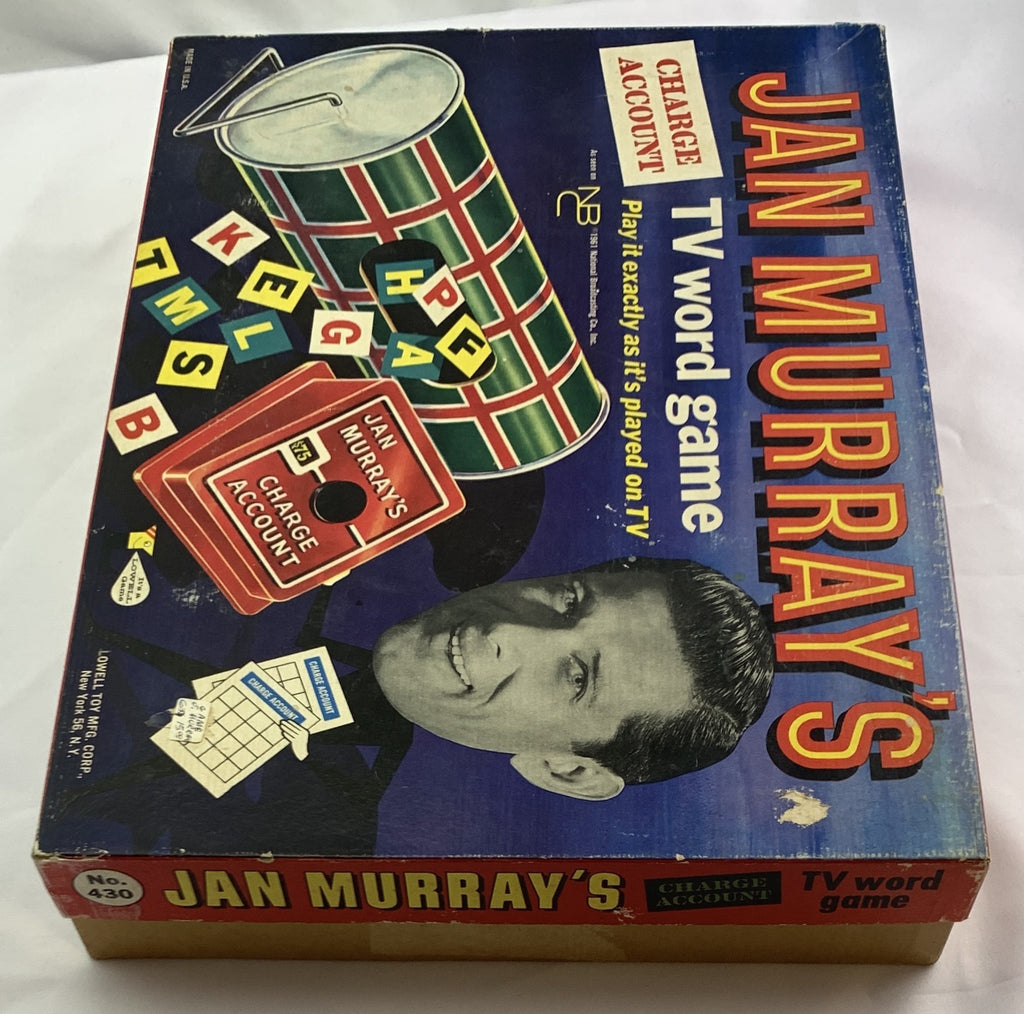 JAN MURRAY'S
CHARGE
ACCOUNT
TV word game
Play it exactly as it's played on TV
As seen on
NBC
©1961 National Broadcasting Co., Inc.
MADE IN U.S.A.
K
T
E
M
L
G
S
B
H
P
F
A
JAN
MURRAY'S
$75
CHARGE
ACCOUNT
It's a
LOWELL
Game
CHARGE ACCOUNT
CHARGE ACCOUNT
LOWELL TOY MFG. CORP.,
New York 56, N. Y.
No.
430
JAN MURRAY'S
CHARGE
ACCOUNT
TV word
game